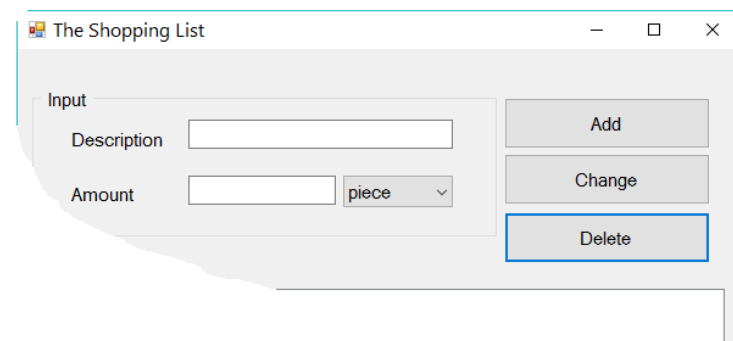 The Shopping List
Input
Description
Add
Amount
piece
Change
Delete